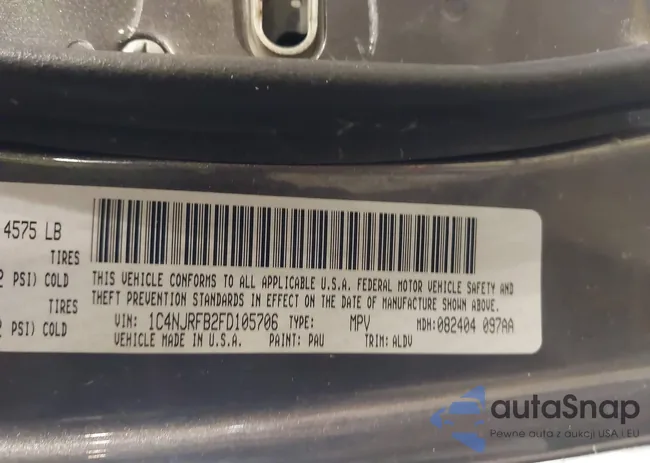 4575 LB
TIRES
PSI) COLD
TIRES
PSI) COLD
THIS VEHICLE CONFORMS TO ALL APPLICABLE U.S.A. FEDERAL MOTOR VEHICLE SAFETY AND
THEFT PREVENTION STANDARDS IN EFFECT ON THE DATE OF MANUFACTURE SHOWN ABOVE.
VIN: 1C4NJRFB2FD105706 TYPE: MPV MDH: 082404 097AA
VEHICLE MADE IN U.S.A. PAINT: PAU TRIM: ALDV
autaSnap
Pewne auta z aukcji USA i EU